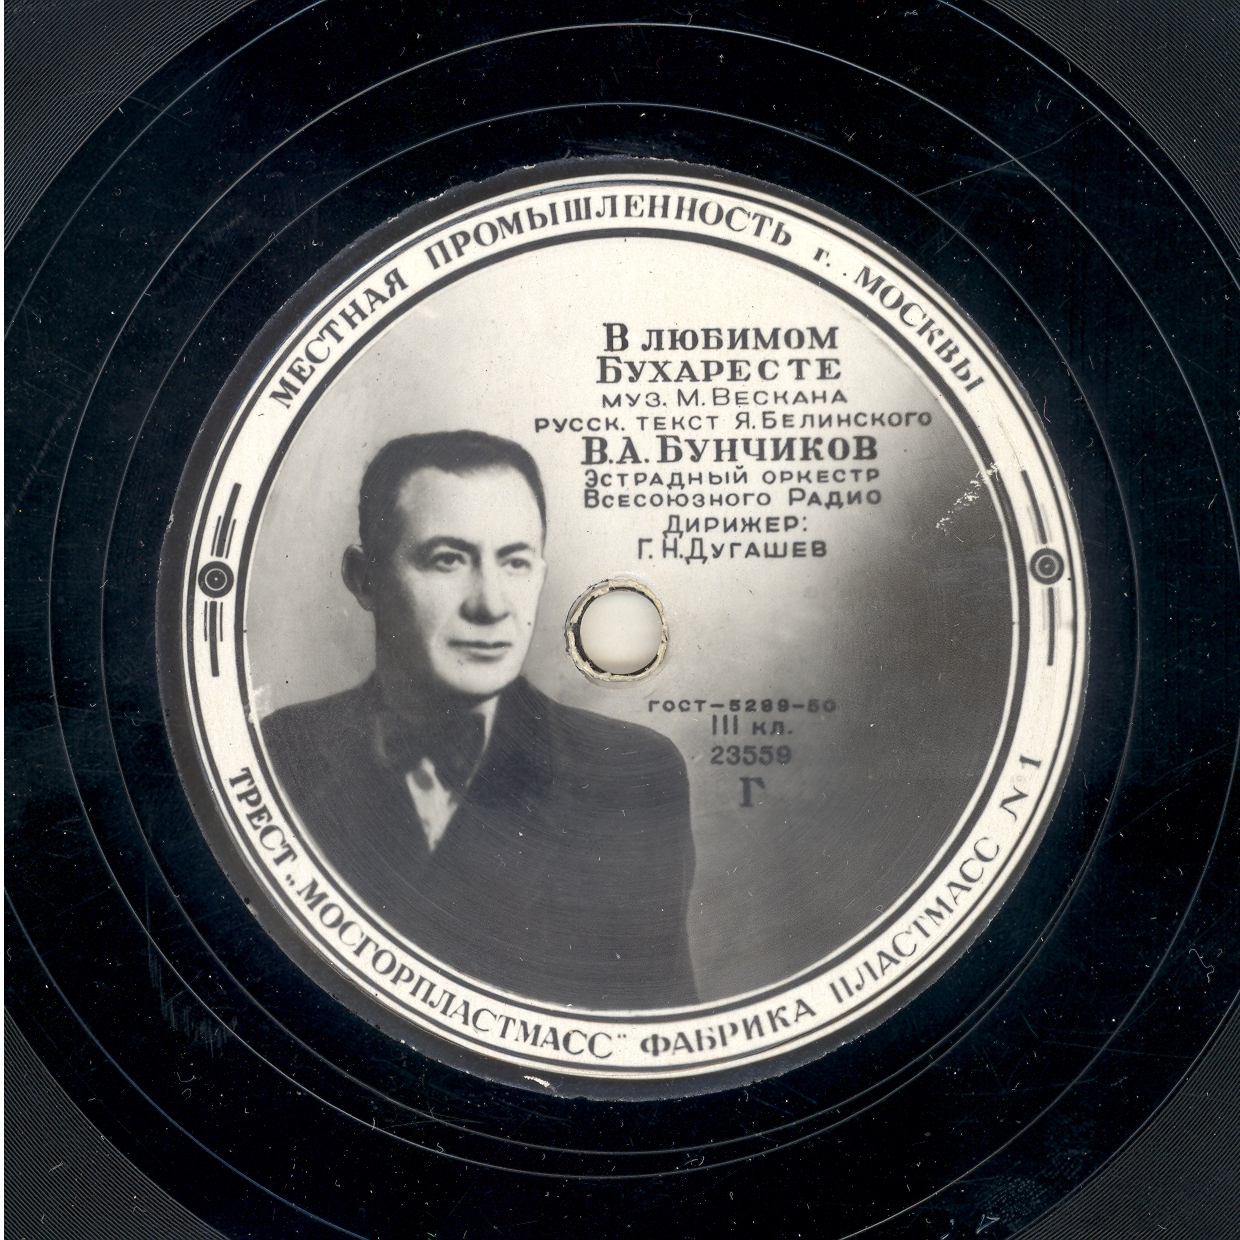 МЕСТНАЯ ПРОМЫШЛЕННОСТЬ г. МОСКВЫ
В ЛЮБИМОМ
БУХАРЕСТЕ
МУЗ. М. ВЕСКАНА
РУССК. ТЕКСТ Я. БЕЛИНСКОГО
В.А. БУНЧИКОВ
ЭСТРАДНЫЙ ОРКЕСТР
ВСЕСОЮЗНОГО РАДИО
ДИРИЖЕР:
Г.Н. ДУГАШЕВ
ГОСТ-5289-50
III КЛ.
23559
Г
ТРЕСТ „МОСГОРПЛАСТМАСС" ФАБРИКА ПЛАСТМАСС N 1